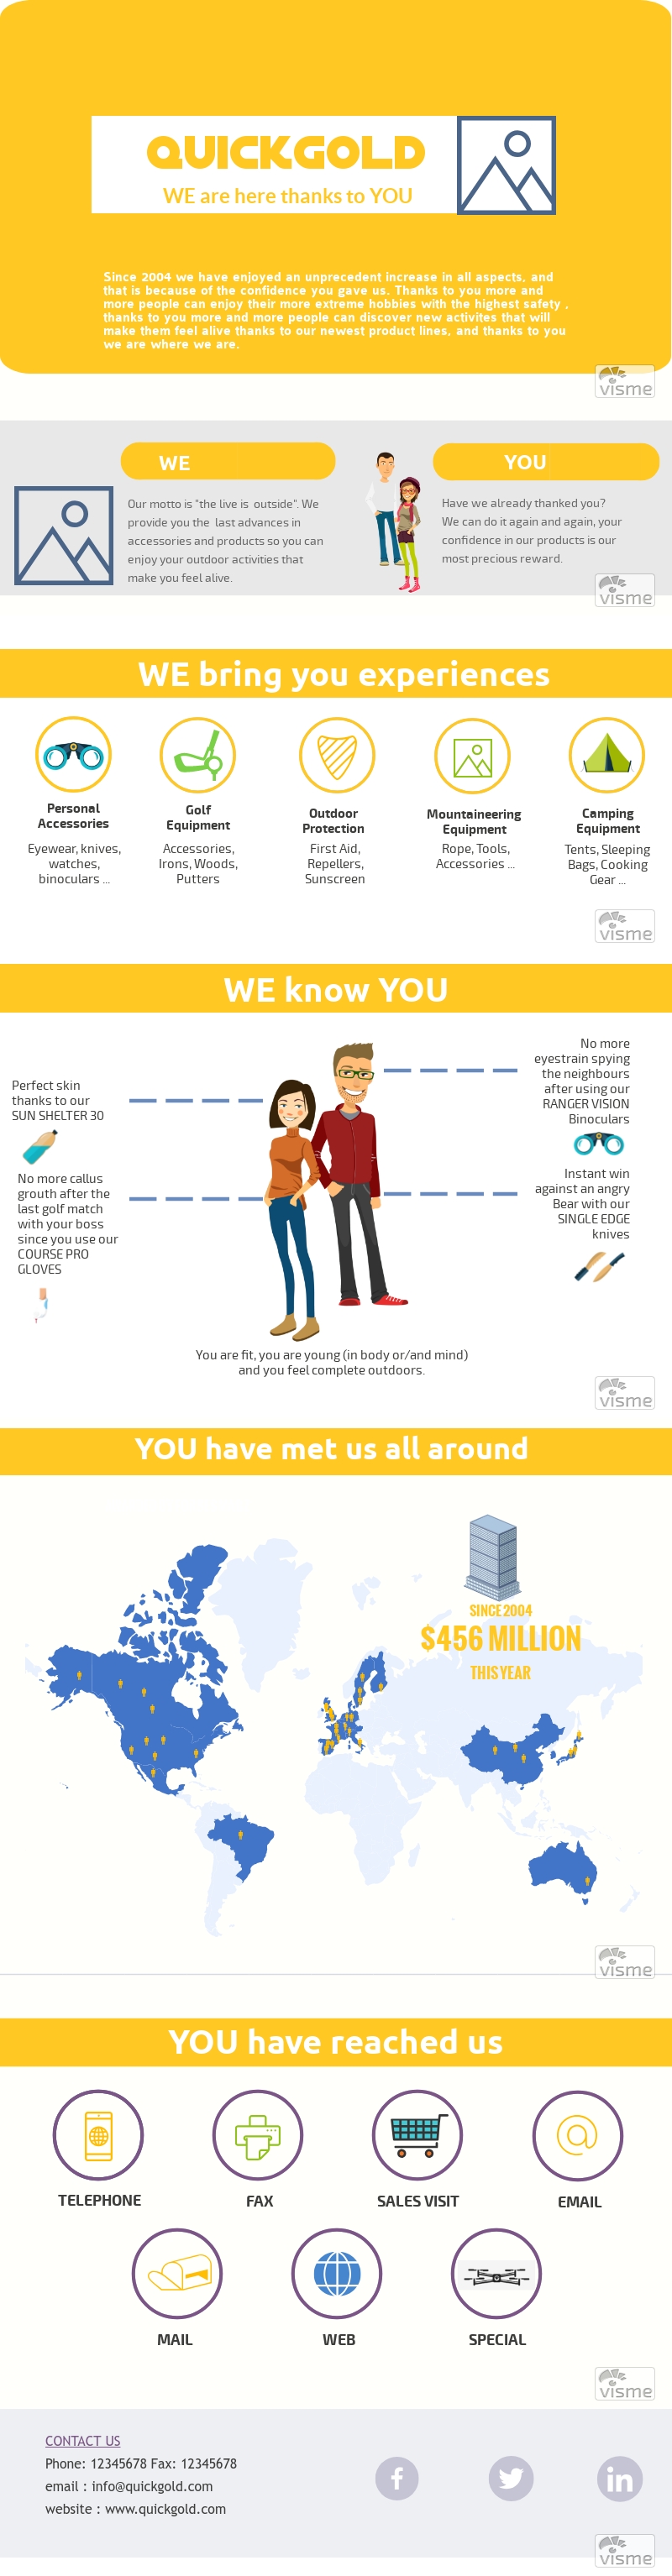 QUICKGOLD
WE are here thanks to YOU
Since 2004 we have enjoyed an unprecedent increase in all aspects, and
that is because of the confidence you gave us. Thanks to you more and
more people can enjoy their more extreme hobbies with the highest safety ,
thanks to you more and more people can discover new activites that will
make them feel alive thanks to our newest product lines, and thanks to you
we are where we are.
visme
WE
Our motto is "the live is outside". We
provide you the last advances in
accessories and products so you can
enjoy your outdoor activities that
make you feel alive.
YOU
Have we already thanked you?
We can do it again and again, your
confidence in our products is our
most precious reward.
visme
WE bring you experiences
Personal
Accessories
Eyewear, knives,
watches,
binoculars ...
Golf
Equipment
Accessories,
Irons, Woods,
Putters
Outdoor
Protection
First Aid,
Repellers,
Sunscreen
Mountaineering
Equipment
Rope, Tools,
Accessories ...
Camping
Equipment
Tents, Sleeping
Bags, Cooking
Gear ...
visme
WE know YOU
Perfect skin
thanks to our
SUN SHELTER 30
No more callus
grouth after the
last golf match
with your boss
since you use our
COURSE PRO
GLOVES
No more
eyestrain spying
the neighbours
after using our
RANGER VISION
Binoculars
Instant win
against an angry
Bear with our
SINGLE EDGE
knives
You are fit, you are young (in body or/and mind)
and you feel complete outdoors.
visme
YOU have met us all around
SINCE 2004
$456 MILLION
THIS YEAR
visme
YOU have reached us
TELEPHONE
FAX
SALES VISIT
EMAIL
MAIL
WEB
SPECIAL
visme
CONTACT US
Phone: 12345678 Fax: 12345678
email : info@quickgold.com
website : www.quickgold.com
visme